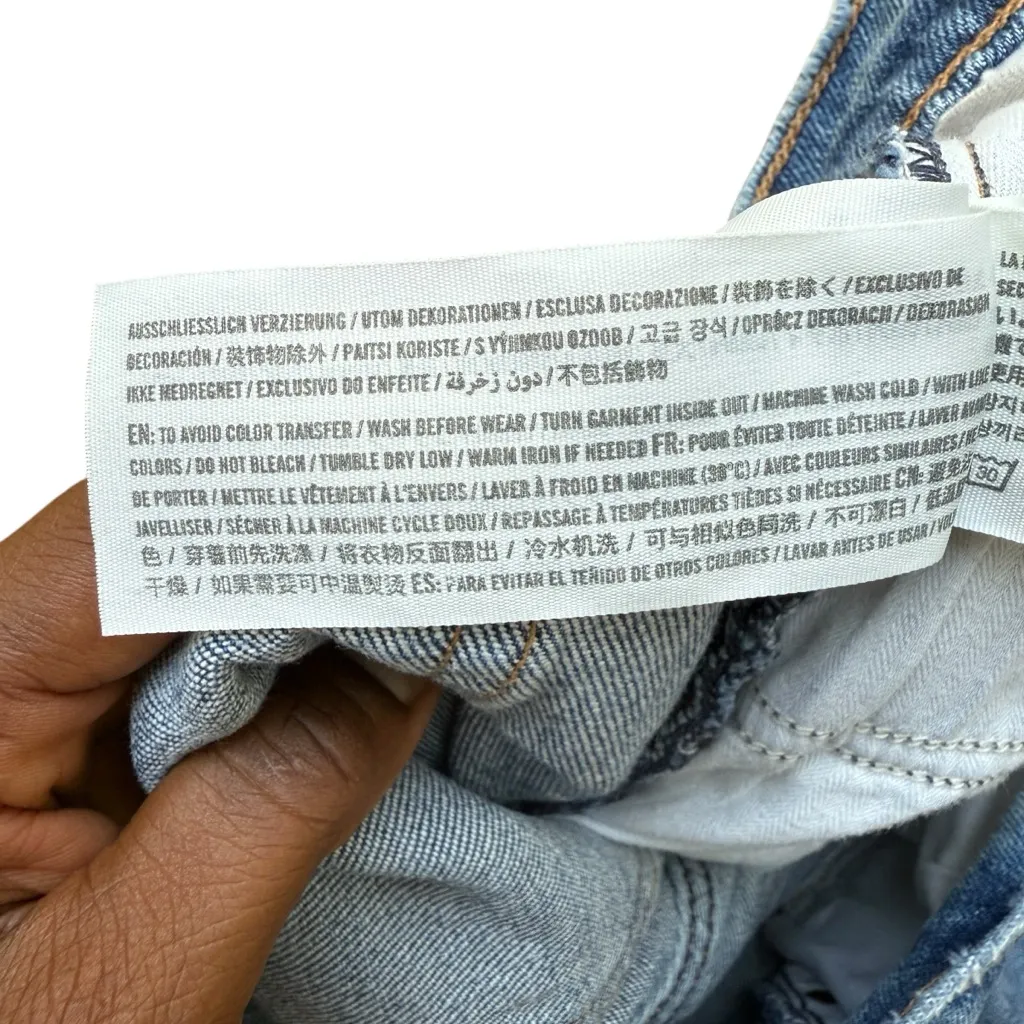 AUSSCHLIESSLICH VERZIERUNG / UTOM DEKORATIONEN / ESCLUSA DECORAZIONE / 装飾を除く / EXCLUSIVO DE
DECORACIÓN / 裝飾物除外 / PAITSI KORISTE / S VÝJIMKOU OZDOB / 고급 장식 / OPRÓCZ DEKORACJI / DEKORASJON
IKKE MEDREGNET / EXCLUSIVO DO ENFEITE / دون زخرفة / 不包括飾物
EN: TO AVOID COLOR TRANSFER / WASH BEFORE WEAR / TURN GARMENT INSIDE OUT / MACHINE WASH COLD / WITH LIKE
COLORS / DO NOT BLEACH / TUMBLE DRY LOW / WARM IRON IF NEEDED FR: POUR ÉVITER TOUTE DÉTEINTE / LAVER AVANT
DE PORTER / METTRE LE VÊTEMENT À L'ENVERS / LAVER À FROID EN MACHINE (30°C) / AVEC COULEURS SIMILAIRES /
JAVELLISER / SÉCHER À LA MACHINE CYCLE DOUX / REPASSAGE À TEMPÉRATURES TIÈDES SI NÉCESSAIRE CN:
色 / 穿着前先洗涤 / 将衣物反面翻出 / 冷水机洗 / 可与相似色同洗 / 不可漂白 / 低温
干燥 / 如果需要可中温熨烫 ES: PARA EVITAR EL TEÑIDO DE OTROS COLORES / LAVAR ANTES DE USAR /
LA
30